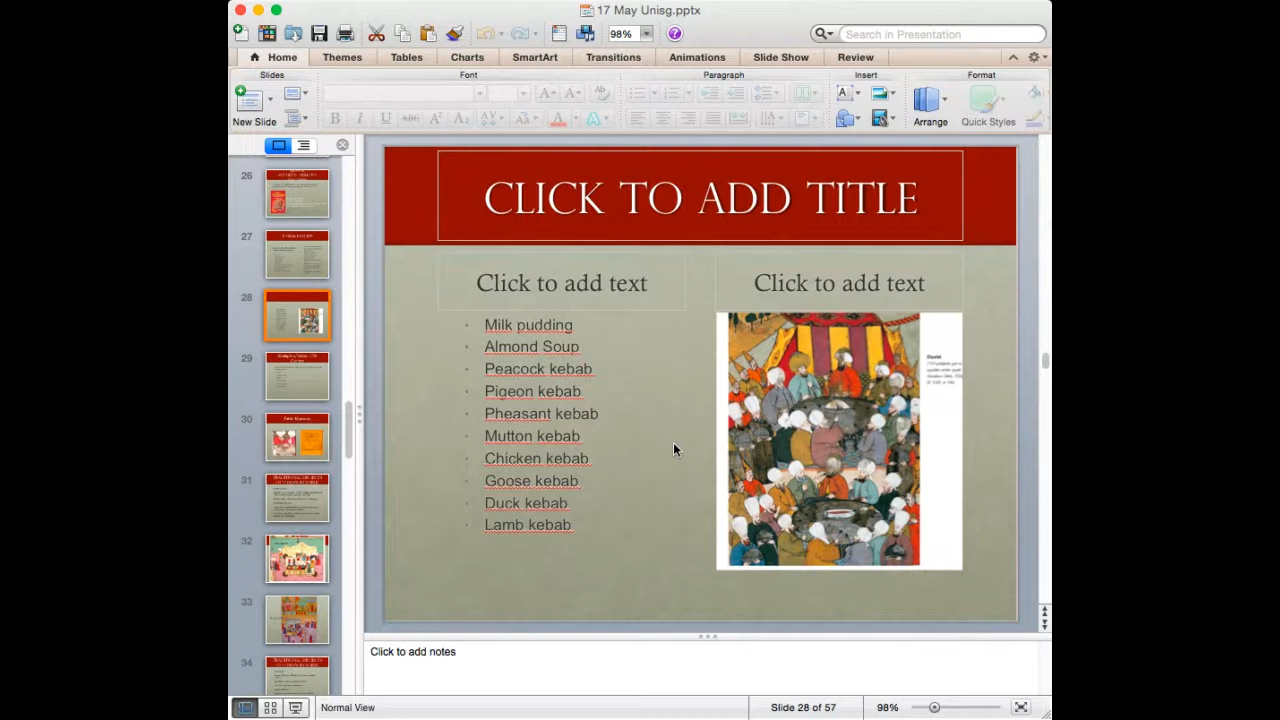 17 May Unisg.pptx
98%
Search in Presentation
Home
Themes
Tables
Charts
SmartArt
Transitions
Animations
Slide Show
Review
Slides
Font
Paragraph
Insert
Format
New Slide
Arrange
Quick Styles
26
27
28
29
30
31
32
33
34
CLICK TO ADD TITLE
Click to add text
Click to add text
Milk pudding
Almond Soup
Peacock kebab
Pigeon kebab
Pheasant kebab
Mutton kebab
Chicken kebab
Goose kebab
Duck kebab
Lamb kebab
Click to add notes
Normal View
Slide 28 of 57
98%